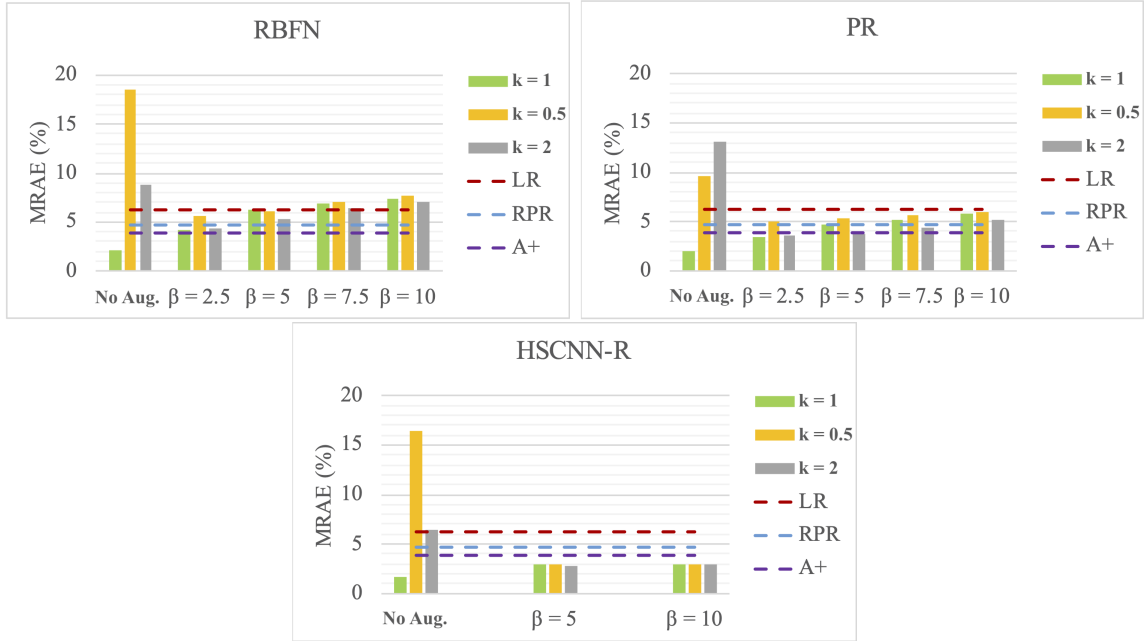 RBFN
MRAE (%)
20
15
10
5
0
No Aug. β = 2.5 β = 5 β = 7.5 β = 10
k = 1
k = 0.5
k = 2
LR
RPR
A+
PR
MRAE (%)
20
15
10
5
0
No Aug. β = 2.5 β = 5 β = 7.5 β = 10
k = 1
k = 0.5
k = 2
LR
RPR
A+
HSCNN-R
MRAE (%)
20
15
10
5
0
No Aug. β = 5 β = 10
k = 1
k = 0.5
k = 2
LR
RPR
A+